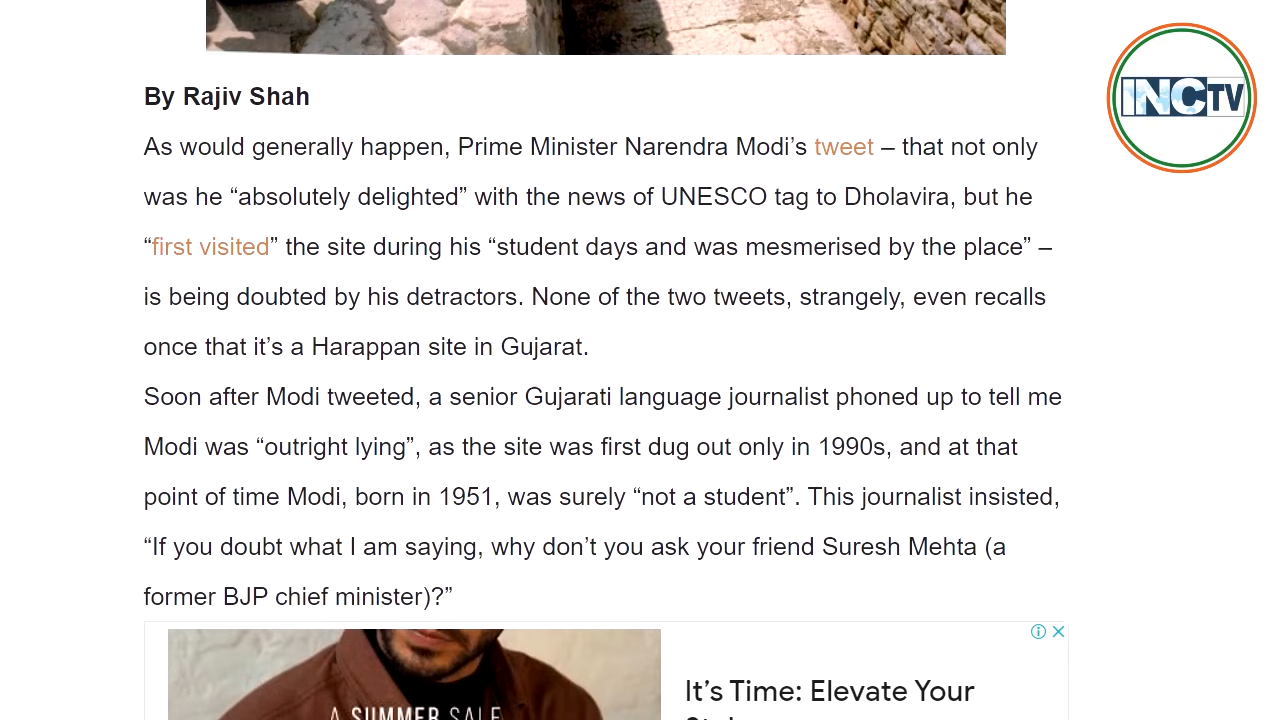 By Rajiv Shah
INCTV
As would generally happen, Prime Minister Narendra Modi’s tweet – that not only
was he “absolutely delighted” with the news of UNESCO tag to Dholavira, but he
“first visited” the site during his “student days and was mesmerised by the place” –
is being doubted by his detractors. None of the two tweets, strangely, even recalls
once that it’s a Harappan site in Gujarat.
Soon after Modi tweeted, a senior Gujarati language journalist phoned up to tell me
Modi was “outright lying”, as the site was first dug out only in 1990s, and at that
point of time Modi, born in 1951, was surely “not a student”. This journalist insisted,
“If you doubt what I am saying, why don’t you ask your friend Suresh Mehta (a
former BJP chief minister)?”
A SUMMER SALE
It’s Time: Elevate Your